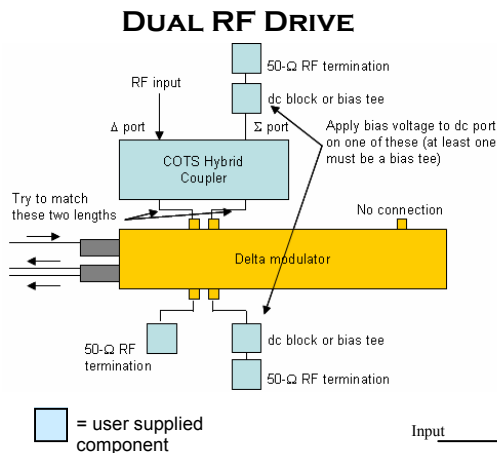 DUAL RF DRIVE
50-Ω RF termination
RF input
dc block or bias tee
Δ port
Σ port
Apply bias voltage to dc port
on one of these (at least one
must be a bias tee)
COTS Hybrid
Coupler
Try to match
these two lengths
No connection
Delta modulator
50-Ω RF
termination
dc block or bias tee
50-Ω RF termination
= user supplied
component
Input